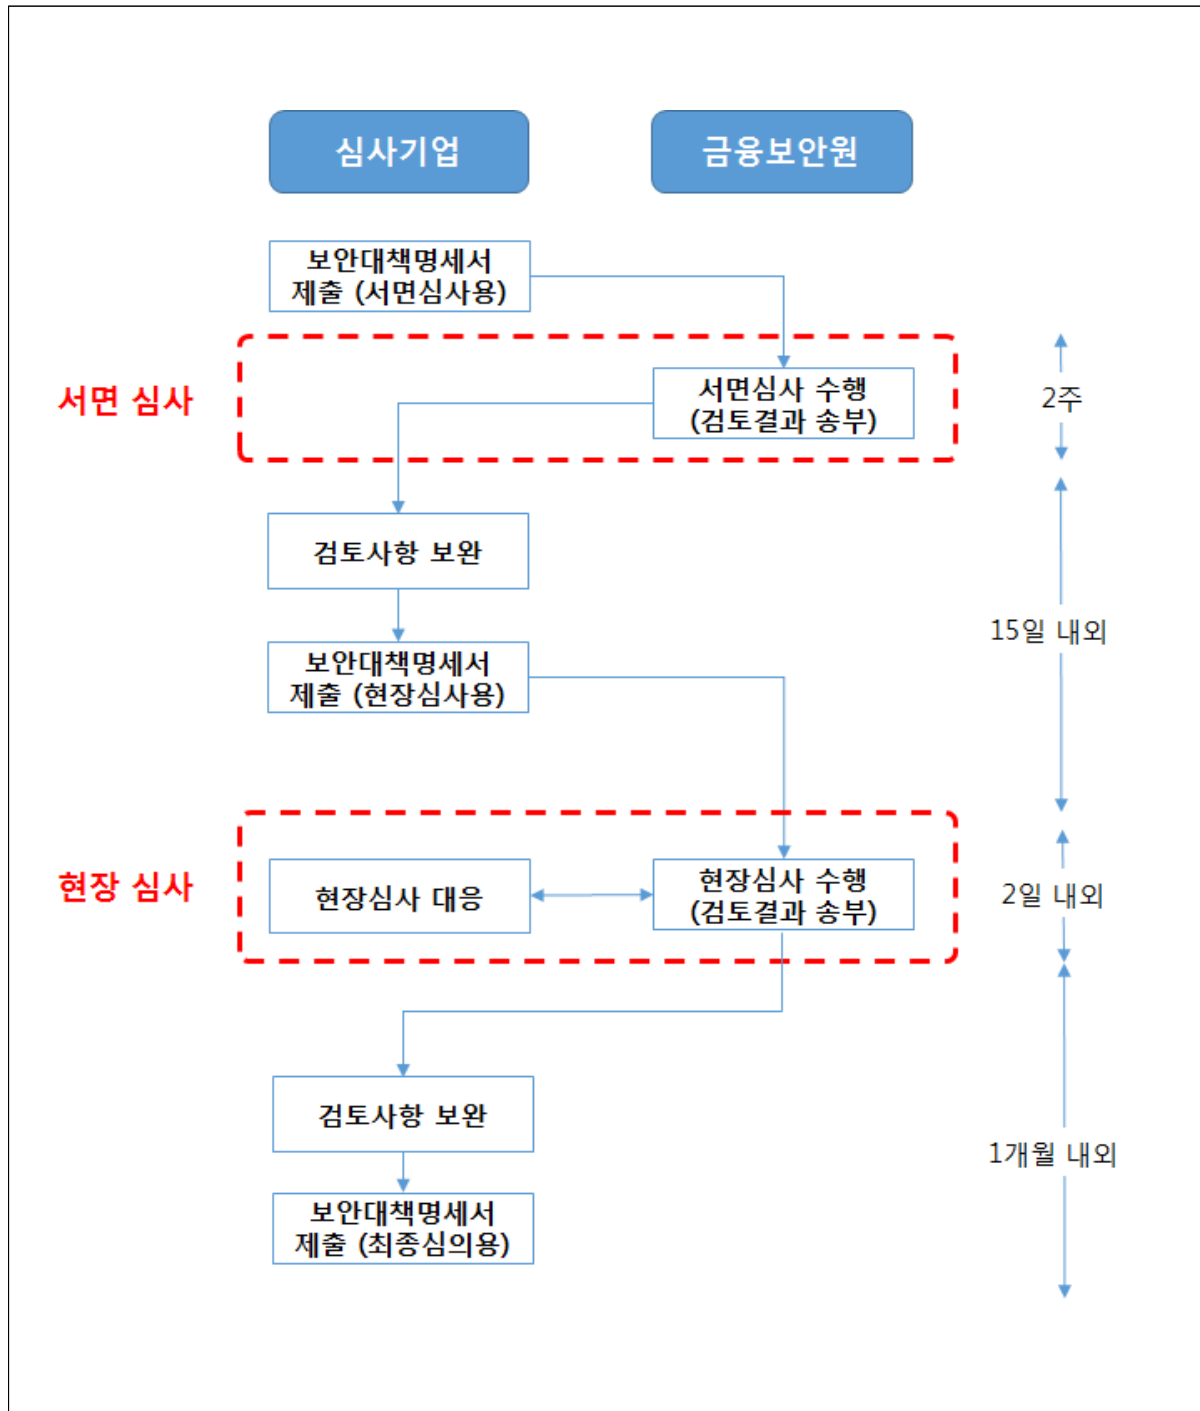 심사기업
금융보안원
보안대책명세서
제출 (서면심사용)
서면 심사
서면심사 수행
(검토결과 송부)
2주
검토사항 보완
15일 내외
보안대책명세서
제출 (현장심사용)
현장 심사
현장심사 대응
현장심사 수행
(검토결과 송부)
2일 내외
검토사항 보완
1개월 내외
보안대책명세서
제출 (최종심의용)